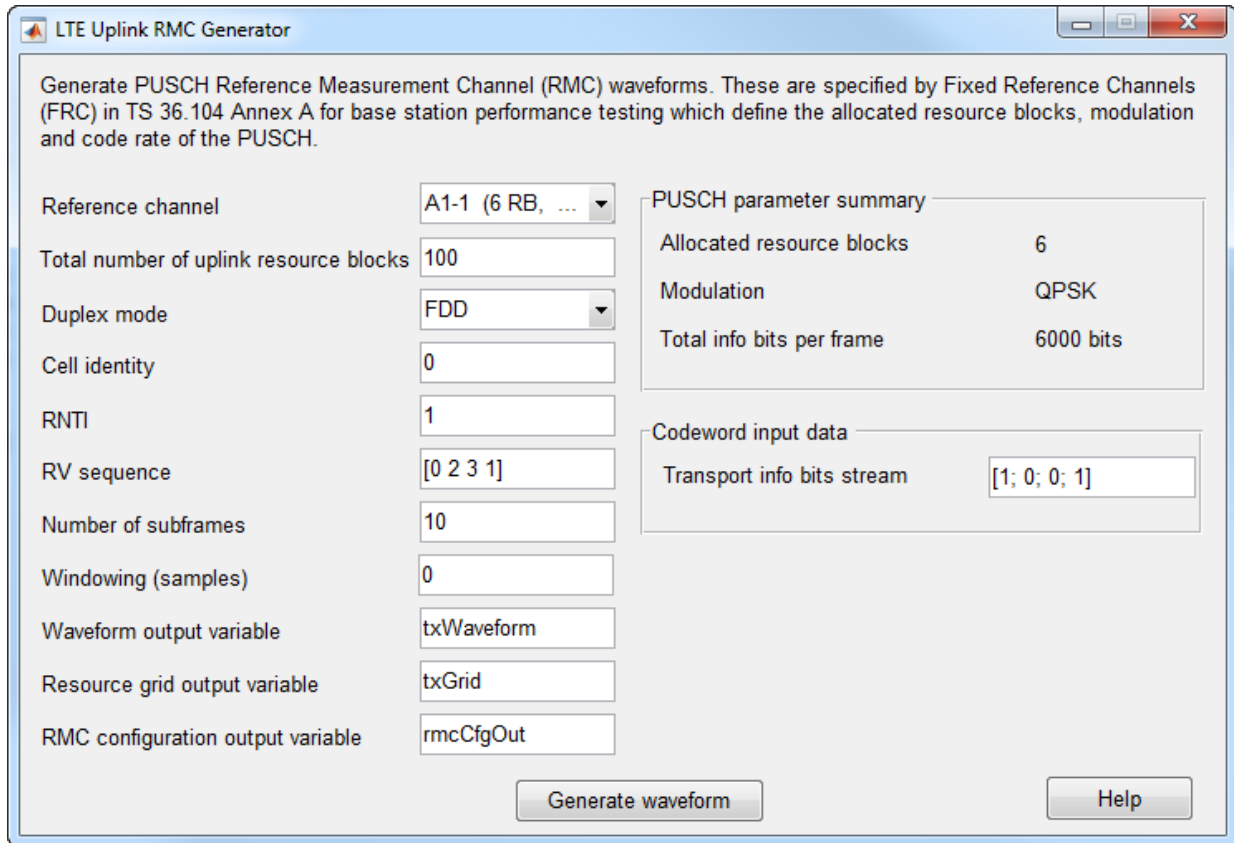 LTE Uplink RMC Generator
Generate PUSCH Reference Measurement Channel (RMC) waveforms. These are specified by Fixed Reference Channels
(FRC) in TS 36.104 Annex A for base station performance testing which define the allocated resource blocks, modulation
and code rate of the PUSCH.
Reference channel A1-1 (6 RB, ...
Total number of uplink resource blocks 100
Duplex mode FDD
Cell identity 0
RNTI 1
RV sequence [0 2 3 1]
Number of subframes 10
Windowing (samples) 0
Waveform output variable txWaveform
Resource grid output variable txGrid
RMC configuration output variable rmcCfgOut
PUSCH parameter summary
Allocated resource blocks 6
Modulation QPSK
Total info bits per frame 6000 bits
Codeword input data
Transport info bits stream [1; 0; 0; 1]
Generate waveform
Help